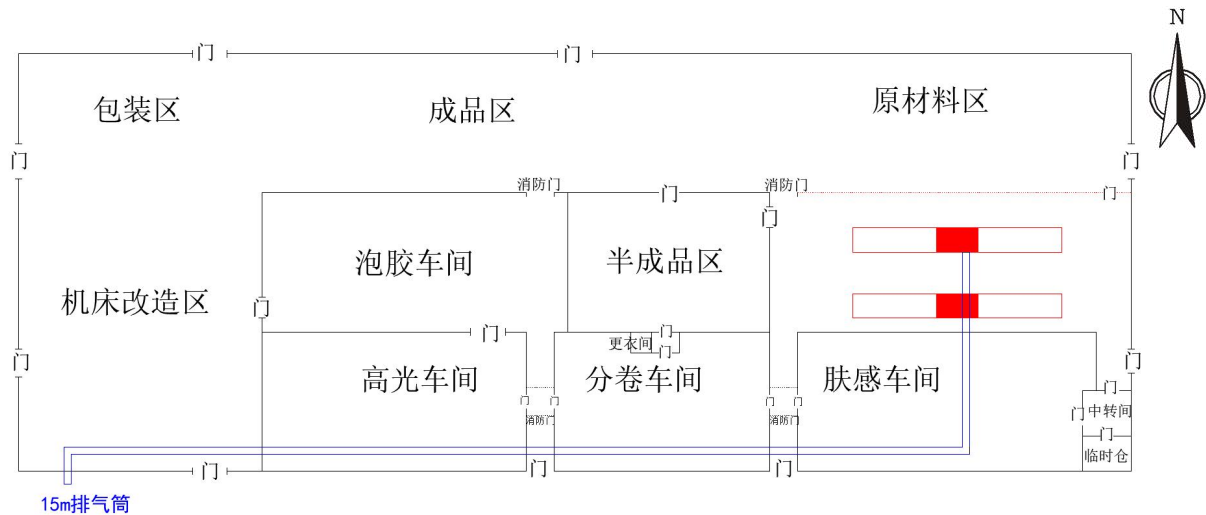 N
门
门
包装区
成品区
原材料区
门
门
消防门
门
消防门
门
门
泡胶车间
半成品区
机床改造区
门
门
门
更衣间
门
门
门
高光车间
分卷车间
肤感车间
门
门
门
门
门
门
中转间
消防门
消防门
门
临时仓
门
门
门
15m排气筒